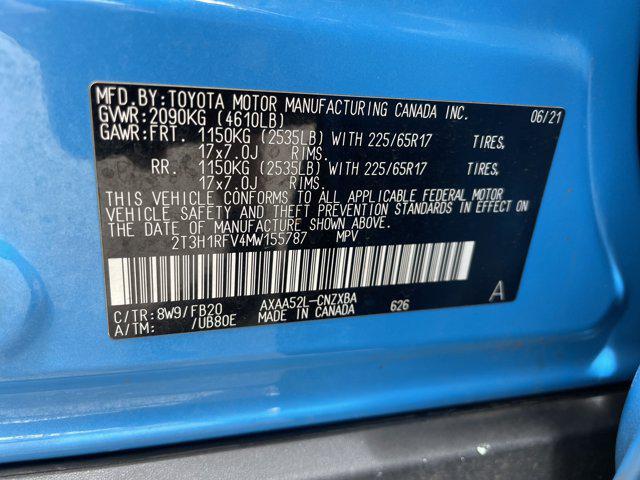 MFD. BY: TOYOTA MOTOR MANUFACTURING CANADA INC.
GVWR: 2090KG (4610LB) 06/21
GAWR: FRT. 1150KG (2535LB) WITH 225/65R17 TIRES.
17x7.0J RIMS.
RR. 1150KG (2535LB) WITH 225/65R17 TIRES.
17x7.0J RIMS.
THIS VEHICLE CONFORMS TO ALL APPLICABLE FEDERAL MOTOR
VEHICLE SAFETY AND THEFT PREVENTION STANDARDS IN EFFECT ON
THE DATE OF MANUFACTURE SHOWN ABOVE.
2T3H1RFV4MW155787 MPV
C/TR: 8W9/FB20 AXAA52L-CNZXBA 626 A
A/TM: /UB80E MADE IN CANADA